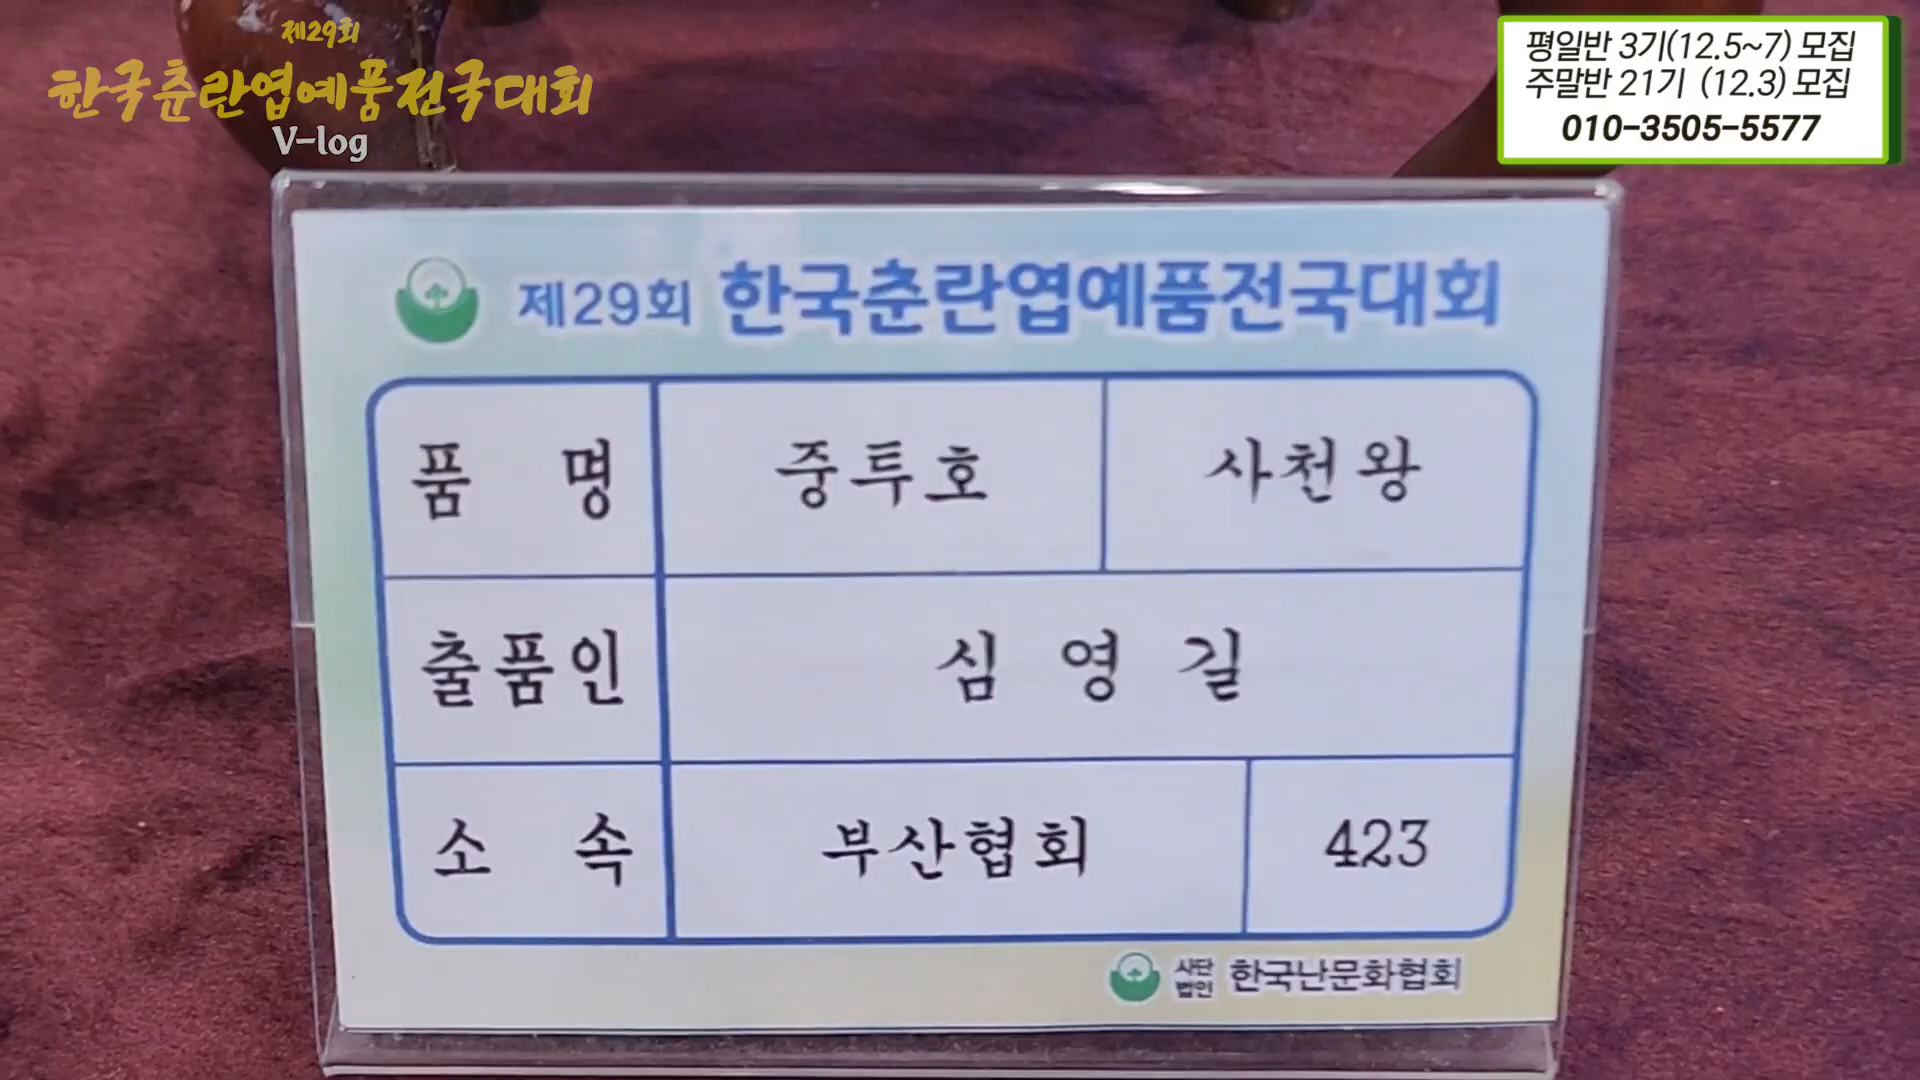 제29회
한국춘란엽예품전국대회
V-log
평일반 3기(12.5~7) 모집
주말반 21기 (12.3) 모집
010-3505-5577
제29회 한국춘란엽예품전국대회
품 명 중투호 사천왕
출품인 심 영 길
소 속 부산협회 423
사단법인 한국난문화협회